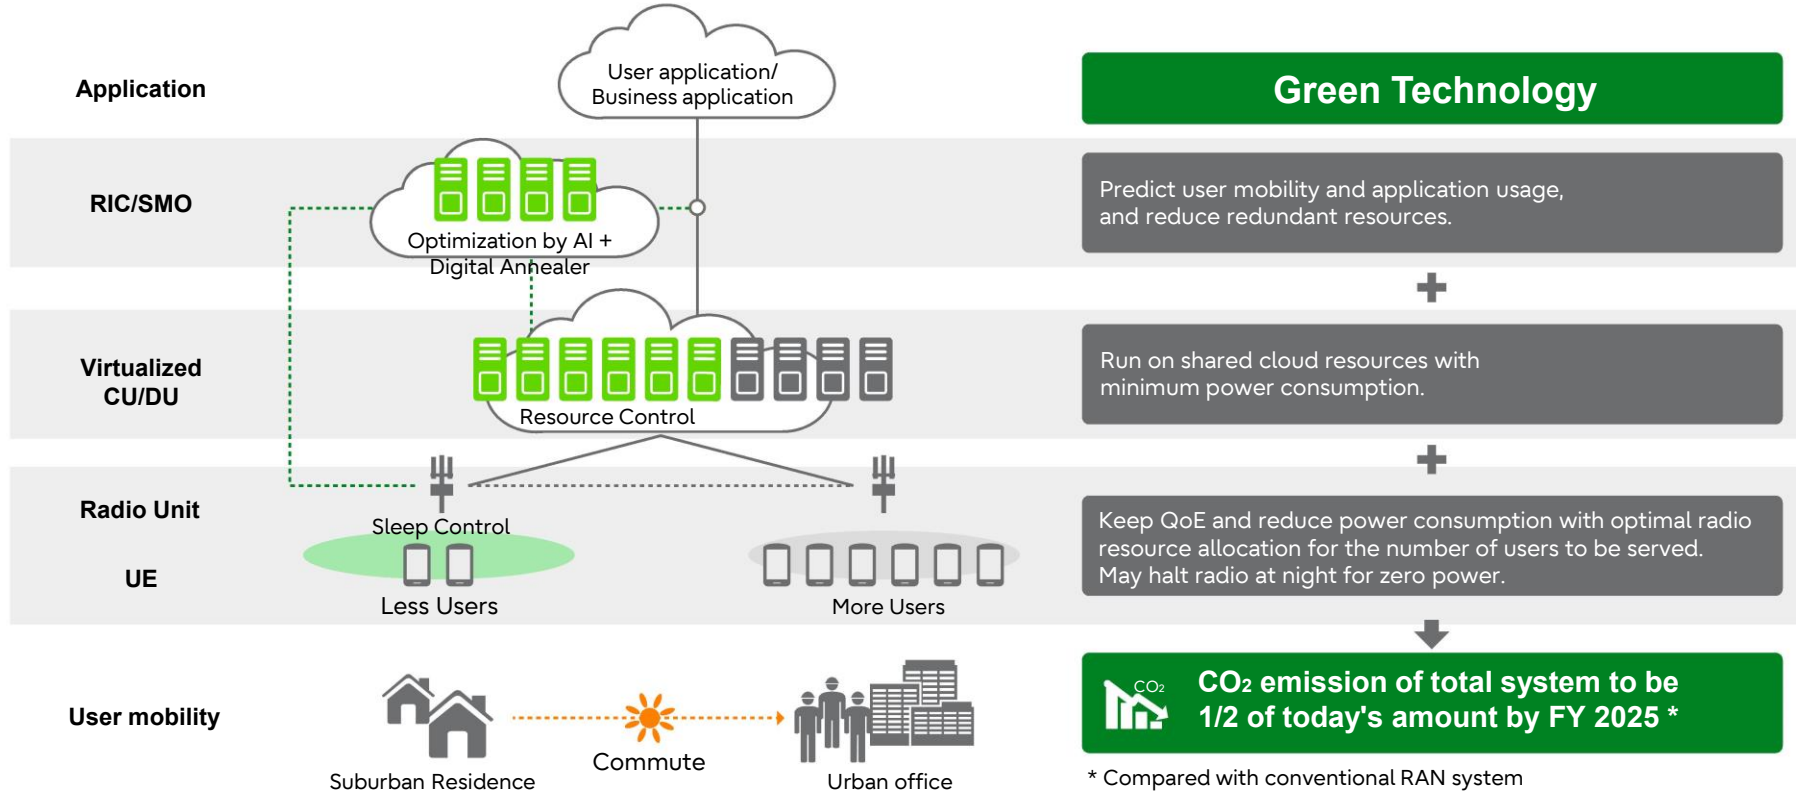 Application
User application/
Business application
Green Technology
RIC/SMO
Optimization by AI +
Digital Annealer
Predict user mobility and application usage,
and reduce redundant resources.
Virtualized
CU/DU
Resource Control
Run on shared cloud resources with
minimum power consumption.
Radio Unit
UE
Sleep Control
Less Users
More Users
Keep QoE and reduce power consumption with optimal radio
resource allocation for the number of users to be served.
May halt radio at night for zero power.
User mobility
Suburban Residence
Commute
Urban office
CO₂
CO₂ emission of total system to be
1/2 of today's amount by FY 2025 *
* Compared with conventional RAN system